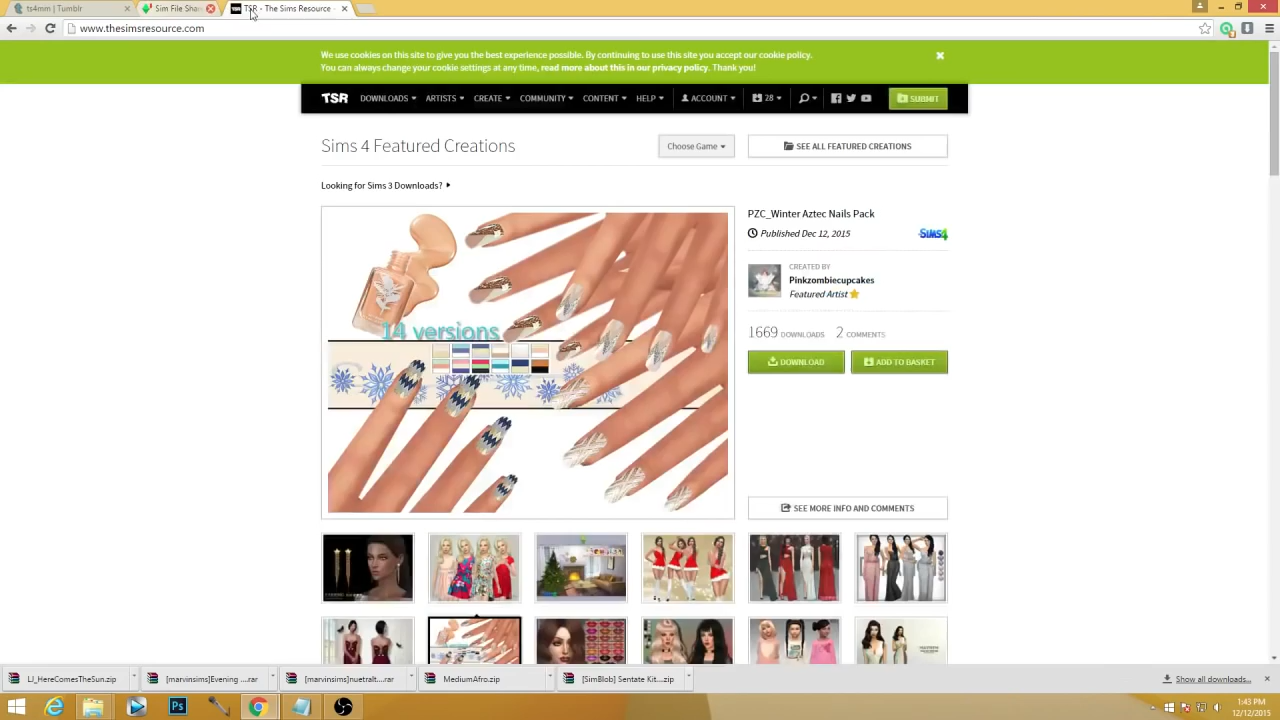 ts4mm | Tumblr
Sim File Sha
TSR - The Sims Resource -
www.thesimsresource.com
We use cookies on this site to give you the best experience possible. By continuing to use this site you accept our cookie policy.
You can always change your cookie settings at any time, read more about this in our privacy policy. Thank you!
TSR DOWNLOADS ARTISTS CREATE COMMUNITY CONTENT HELP ACCOUNT 28 SUBMIT
Sims 4 Featured Creations
Choose Game
SEE ALL FEATURED CREATIONS
Looking for Sims 3 Downloads?
14 versions
PZC_Winter Aztec Nails Pack
Published Dec 12, 2015
SIMS4
CREATED BY
Pinkzombiecupcakes
Featured Artist
1669 DOWNLOADS 2 COMMENTS
DOWNLOAD
ADD TO BASKET
SEE MORE INFO AND COMMENTS
LI_HereComesTheSun.zip
[marvinsims]Evening ....rar
[marvinsims]nuetralt....rar
MediumAfro.zip
[SimBlob] Sentate Kit....zip
Show all downloads...
1:43 PM
12/12/2015